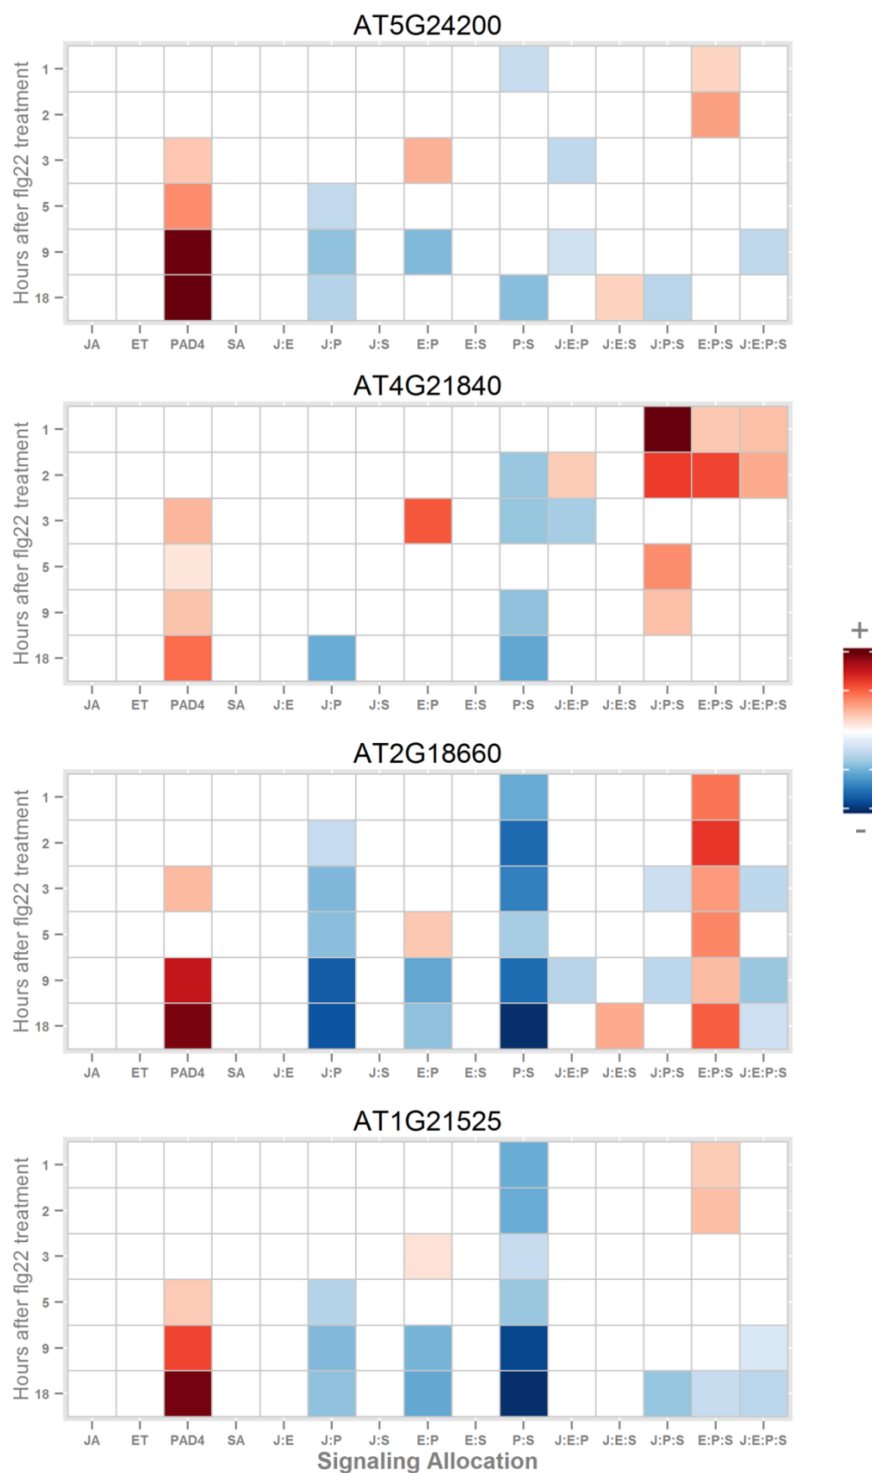 AT5G24200
Hours after flg22 treatment
1
2
3
5
9
18
JA ET PAD4 SA J:E J:P J:S E:P E:S P:S J:E:P J:E:S J:P:S E:P:S J:E:P:S
AT4G21840
Hours after flg22 treatment
1
2
3
5
9
18
JA ET PAD4 SA J:E J:P J:S E:P E:S P:S J:E:P J:E:S J:P:S E:P:S J:E:P:S
+
-
AT2G18660
Hours after flg22 treatment
1
2
3
5
9
18
JA ET PAD4 SA J:E J:P J:S E:P E:S P:S J:E:P J:E:S J:P:S E:P:S J:E:P:S
AT1G21525
Hours after flg22 treatment
1
2
3
5
9
18
JA ET PAD4 SA J:E J:P J:S E:P E:S P:S J:E:P J:E:S J:P:S E:P:S J:E:P:S
Signaling Allocation